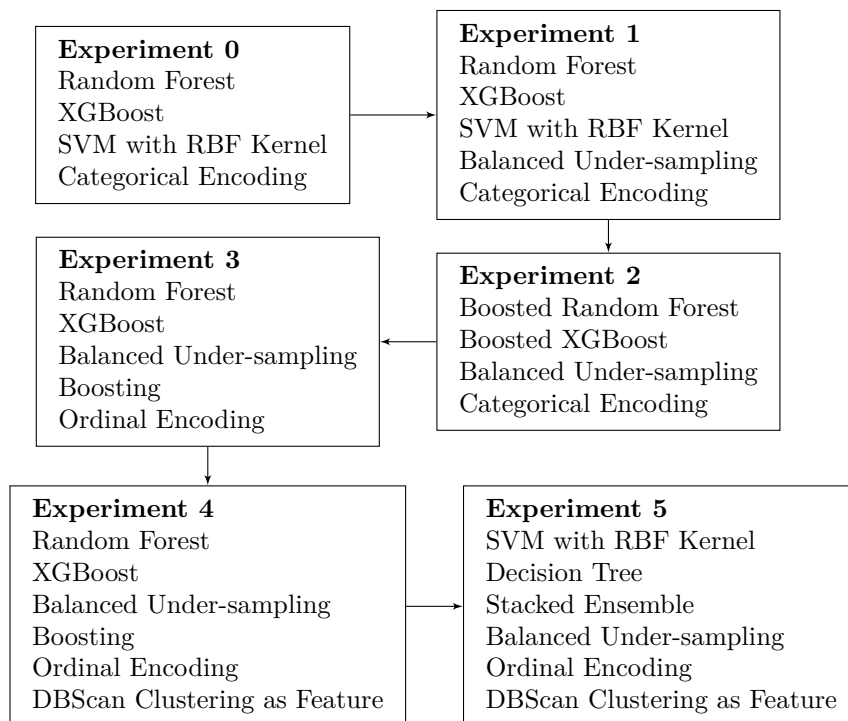 Experiment 0
Random Forest
XGBoost
SVM with RBF Kernel
Categorical Encoding
Experiment 1
Random Forest
XGBoost
SVM with RBF Kernel
Balanced Under-sampling
Categorical Encoding
Experiment 2
Boosted Random Forest
Boosted XGBoost
Balanced Under-sampling
Categorical Encoding
Experiment 3
Random Forest
XGBoost
Balanced Under-sampling
Boosting
Ordinal Encoding
Experiment 4
Random Forest
XGBoost
Balanced Under-sampling
Boosting
Ordinal Encoding
DBScan Clustering as Feature
Experiment 5
SVM with RBF Kernel
Decision Tree
Stacked Ensemble
Balanced Under-sampling
Ordinal Encoding
DBScan Clustering as Feature